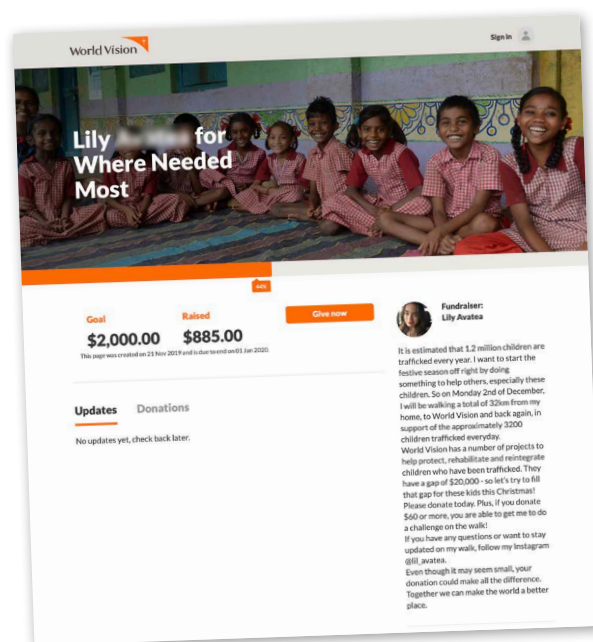 World Vision
Sign in
Lily for
Where Needed
Most
44%
Goal
Raised
Give now
$2,000.00
$885.00
This page was created on 21 Nov 2019 and is due to end on 01 Jan 2020.
Updates
Donations
No updates yet, check back later.
Fundraiser:
Lily Avatea
It is estimated that 1.2 million children are
trafficked every year. I want to start the
festive season off right by doing
something to help others, especially these
children. So on Monday 2nd of December,
I will be walking a total of 32km from my
home, to World Vision and back again, in
support of the approximately 3200
children trafficked everyday.
World Vision has a number of projects to
help protect, rehabilitate and reintegrate
children who have been trafficked. They
have a gap of $20,000 - so let's try to fill
that gap for these kids this Christmas!
Please donate today. Plus, if you donate
$60 or more, you are able to get me to do
a challenge on the walk!
If you have any questions or want to stay
updated on my walk, follow my Instagram
@lil_avatea.
Even though it may seem small, your
donation could make all the difference.
Together we can make the world a better
place.